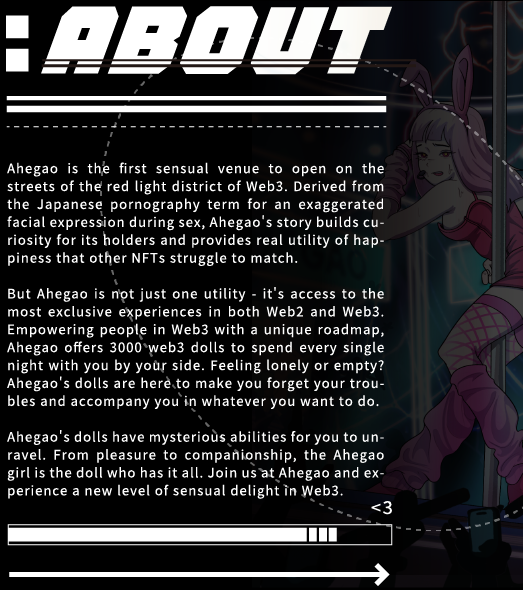 :ABOUT
Ahegao is the first sensual venue to open on the
streets of the red light district of Web3. Derived from
the Japanese pornography term for an exaggerated
facial expression during sex, Ahegao's story builds cu-
riosity for its holders and provides real utility of hap-
piness that other NFTs struggle to match.
But Ahegao is not just one utility - it's access to the
most exclusive experiences in both Web2 and Web3.
Empowering people in Web3 with a unique roadmap,
Ahegao offers 3000 web3 dolls to spend every single
night with you by your side. Feeling lonely or empty?
Ahegao's dolls are here to make you forget your trou-
bles and accompany you in whatever you want to do.
Ahegao's dolls have mysterious abilities for you to un-
ravel. From pleasure to companionship, the Ahegao
girl is the doll who has it all. Join us at Ahegao and ex-
perience a new level of sensual delight in Web3.
<3